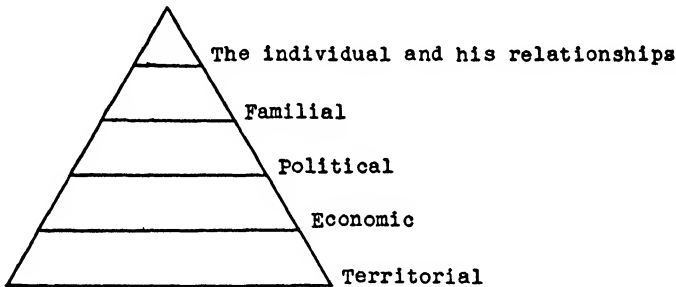 The individual and his relationships
Familial
Political
Economic
Territorial